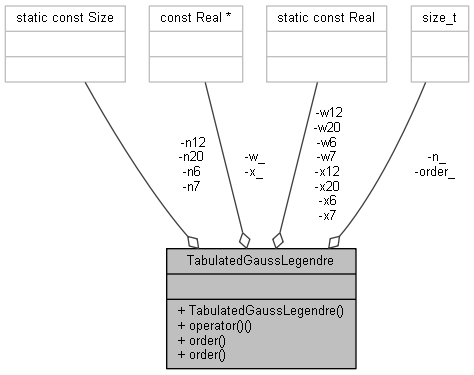 static const Size
const Real *
static const Real
size_t
-n12
-n20
-n6
-n7
-w_
-x_
-w12
-w20
-w6
-w7
-x12
-x20
-x6
-x7
-n_
-order_
TabulatedGaussLegendre
+ TabulatedGaussLegendre()
+ operator()()
+ order()
+ order()